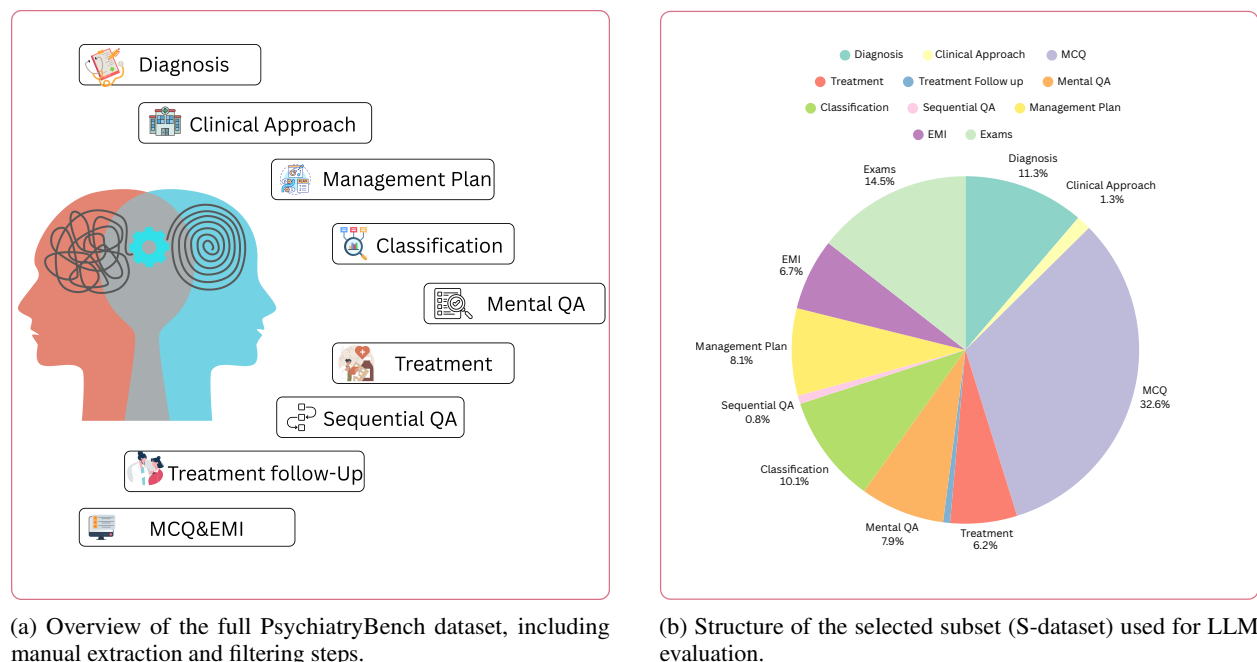 Diagnosis
Clinical Approach
Management Plan
Classification
Mental QA
Treatment
Sequential QA
Treatment follow-Up
MCQ&EMI
(a) Overview of the full PsychiatryBench dataset, including
manual extraction and filtering steps.
Diagnosis Clinical Approach MCQ
Treatment Treatment Follow up Mental QA
Classification Sequential QA Management Plan
EMI Exams
Diagnosis
11.3%
Clinical Approach
1.3%
MCQ
32.6%
Treatment
6.2%
Mental QA
7.9%
Classification
10.1%
Sequential QA
0.8%
Management Plan
8.1%
EMI
6.7%
Exams
14.5%
(b) Structure of the selected subset (S-dataset) used for LLM
evaluation.